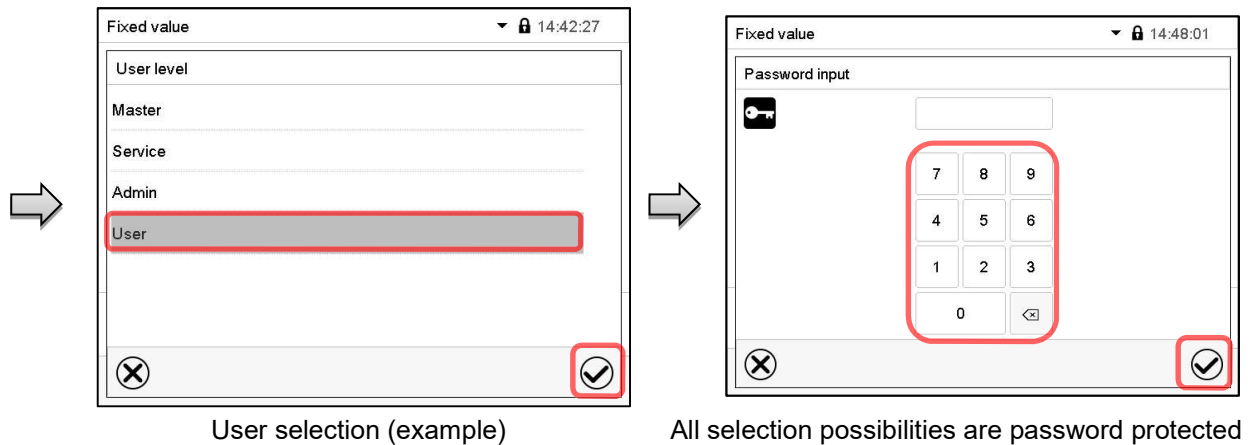 Fixed value 14:42:27
User level
Master
Service
Admin
User
User selection (example)
Fixed value 14:48:01
Password input
7 8 9
4 5 6
1 2 3
0
All selection possibilities are password protected